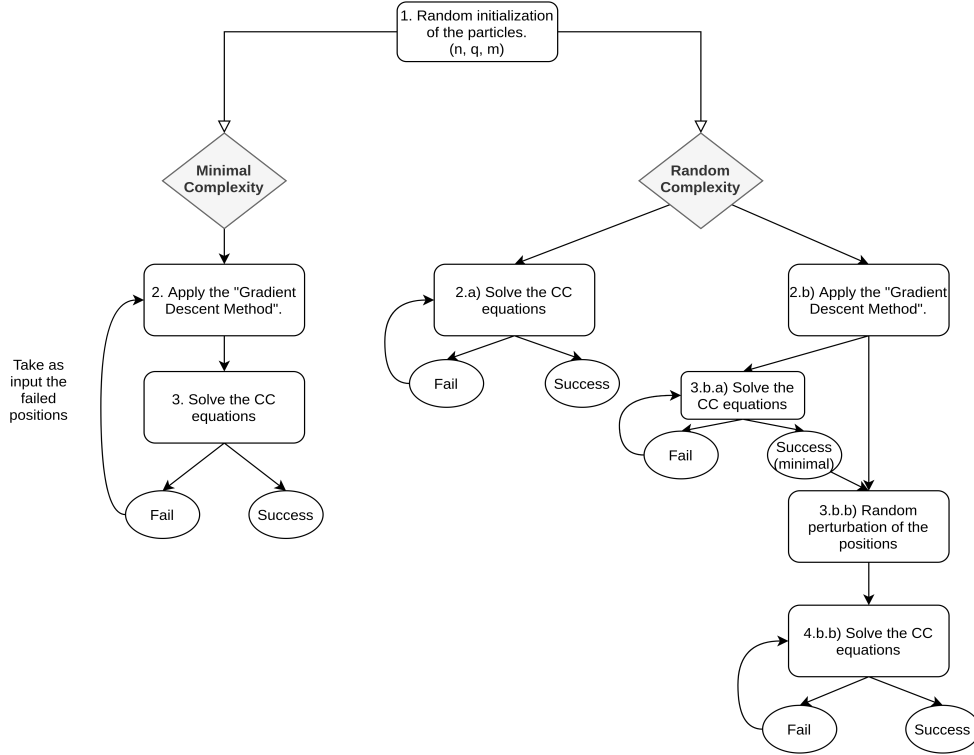 1. Random initialization
of the particles.
(n, q, m)
Minimal
Complexity
Random
Complexity
2. Apply the "Gradient
Descent Method".
2.a) Solve the CC
equations
2.b) Apply the "Gradient
Descent Method".
Take as
input the
failed
positions
3. Solve the CC
equations
Fail
Success
3.b.a) Solve the
CC equations
Fail
Success
(minimal)
Fail
Success
3.b.b) Random
perturbation of the
positions
4.b.b) Solve the CC
equations
Fail
Success